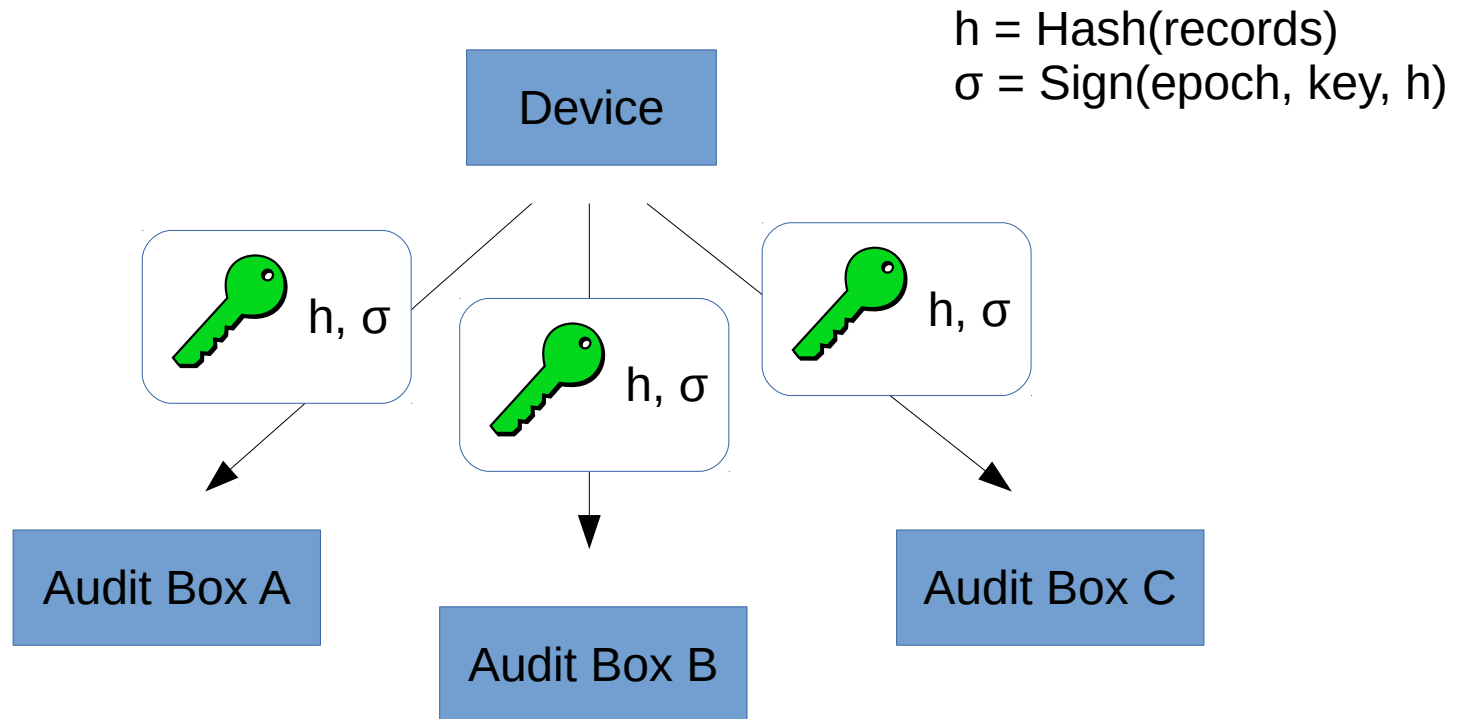 h = Hash(records)
σ = Sign(epoch, key, h)
Device
h, σ
h, σ
h, σ
Audit Box A
Audit Box B
Audit Box C